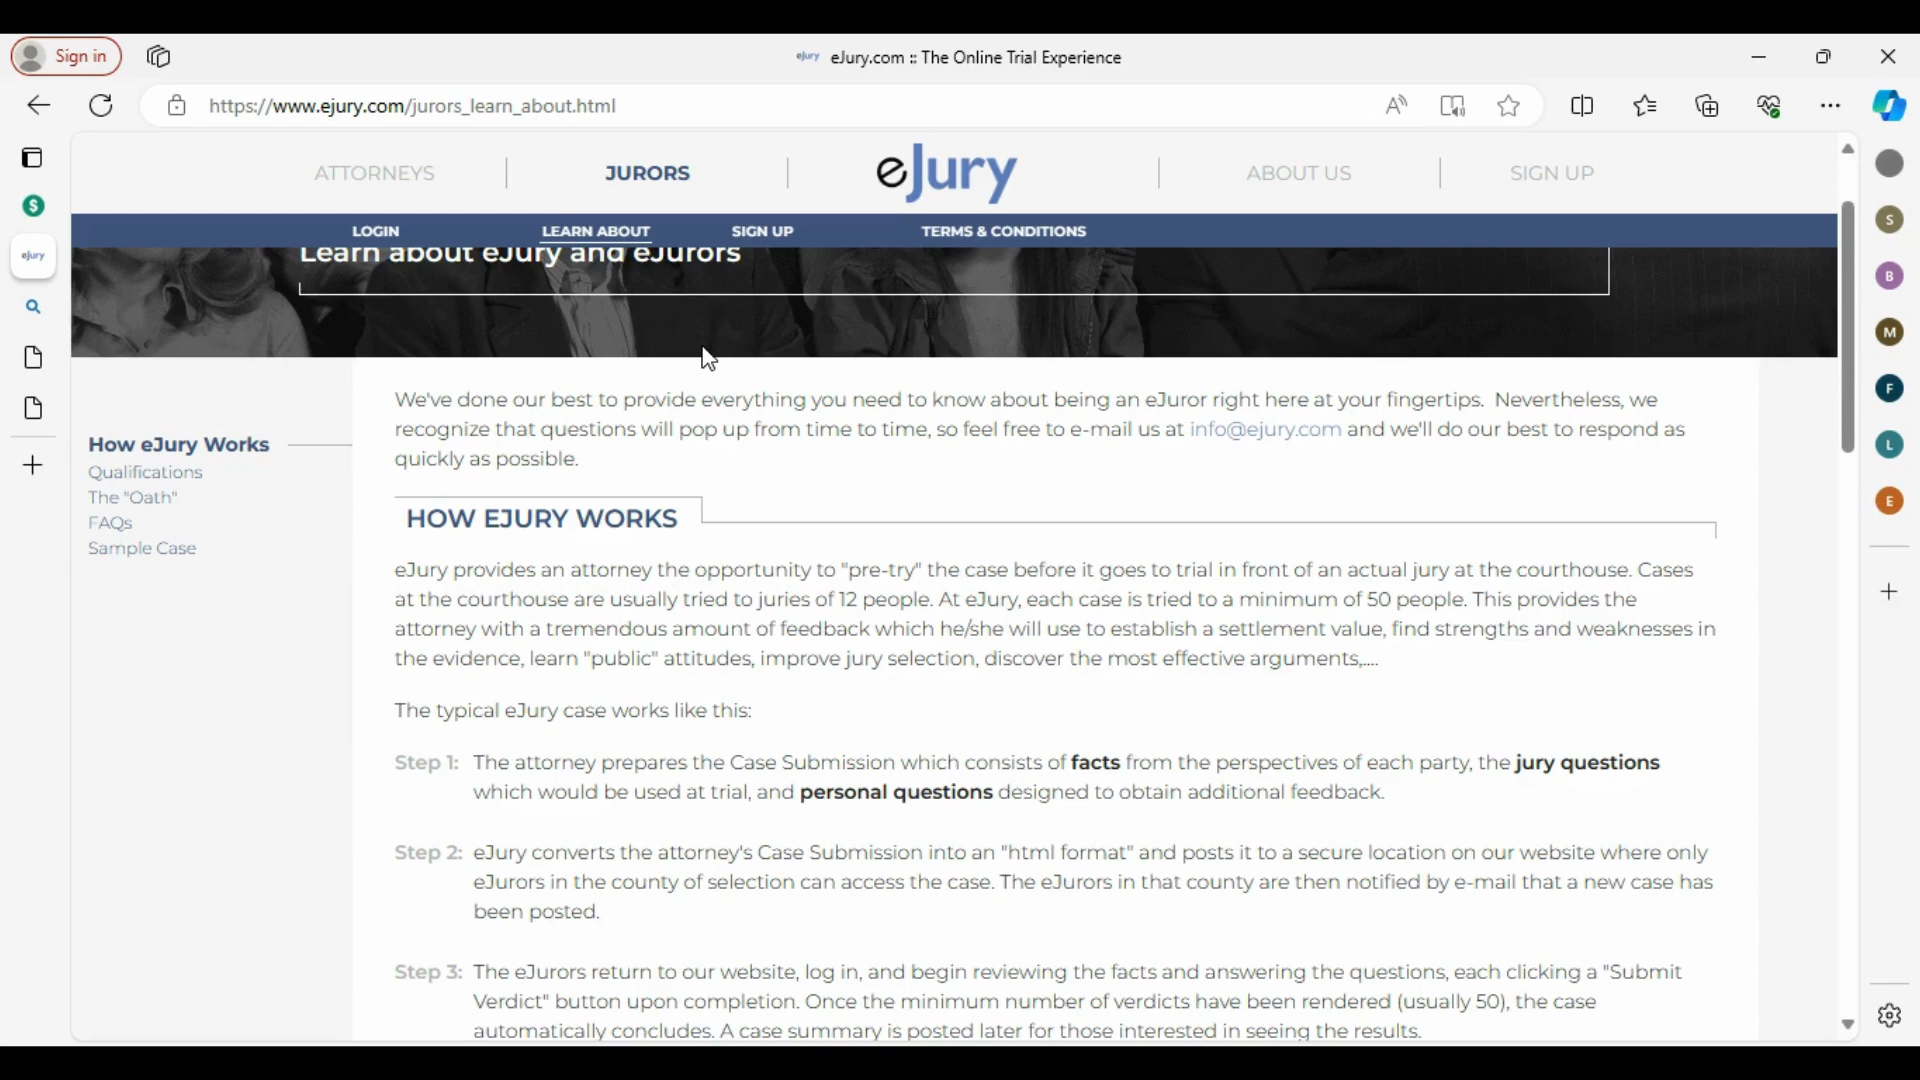 Sign in
eJury
eJury.com :: The Online Trial Experience
https://www.ejury.com/jurors_learn_about.html
ATTORNEYS
JURORS
eJury
ABOUT US
SIGN UP
LOGIN
LEARN ABOUT
SIGN UP
TERMS & CONDITIONS
Learn about eJury and eJurors
$
eJury
S
B
M
F
L
E
We've done our best to provide everything you need to know about being an eJuror right here at your fingertips. Nevertheless, we
recognize that questions will pop up from time to time, so feel free to e-mail us at info@ejury.com and we'll do our best to respond as
quickly as possible.
How eJury Works
Qualifications
The "Oath"
FAQs
Sample Case
HOW EJURY WORKS
eJury provides an attorney the opportunity to "pre-try" the case before it goes to trial in front of an actual jury at the courthouse. Cases
at the courthouse are usually tried to juries of 12 people. At eJury, each case is tried to a minimum of 50 people. This provides the
attorney with a tremendous amount of feedback which he/she will use to establish a settlement value, find strengths and weaknesses in
the evidence, learn "public" attitudes, improve jury selection, discover the most effective arguments,....
The typical eJury case works like this:
Step 1: The attorney prepares the Case Submission which consists of facts from the perspectives of each party, the jury questions
which would be used at trial, and personal questions designed to obtain additional feedback.
Step 2: eJury converts the attorney's Case Submission into an "html format" and posts it to a secure location on our website where only
eJurors in the county of selection can access the case. The eJurors in that county are then notified by e-mail that a new case has
been posted.
Step 3: The eJurors return to our website, log in, and begin reviewing the facts and answering the questions, each clicking a "Submit
Verdict" button upon completion. Once the minimum number of verdicts have been rendered (usually 50), the case
automatically concludes. A case summary is posted later for those interested in seeing the results.